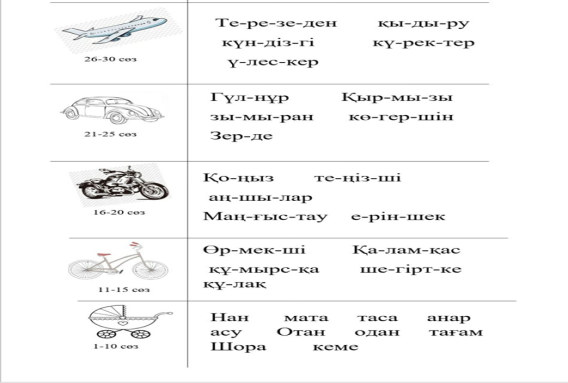 Те-ре-зе-ден қы-ды-ру
күн-діз-гі кү-рек-тер
ү-лес-кер
26-30 сөз
Гүл-нұр Қыр-мы-зы
зы-мы-ран кө-гер-шін
Зер-де
21-25 сөз
Қо-ңыз те-ңіз-ші
аң-шы-лар
Маң-ғыс-тау е-рін-шек
16-20 сөз
Өр-мек-ші Қа-лам-қас
құ-мырс-қа ше-гірт-ке
құ-лақ
11-15 сөз
Нан мата таса анар
асу Отан одан тағам
Шора кеме
1-10 сөз